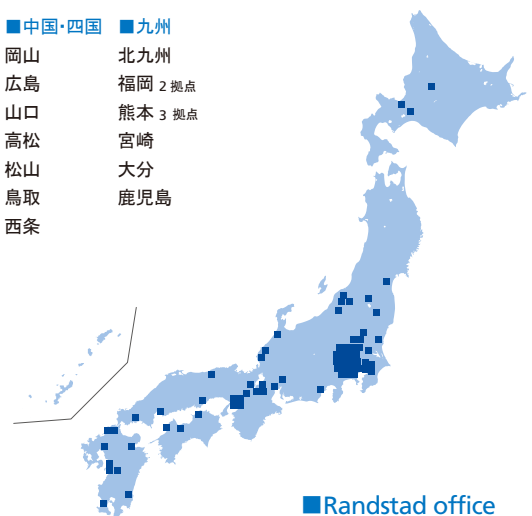 ■中国・四国
岡山
広島
山口
高松
松山
鳥取
西条
■九州
北九州
福岡 2 拠点
熊本 3 拠点
宮崎
大分
鹿児島
■Randstad office